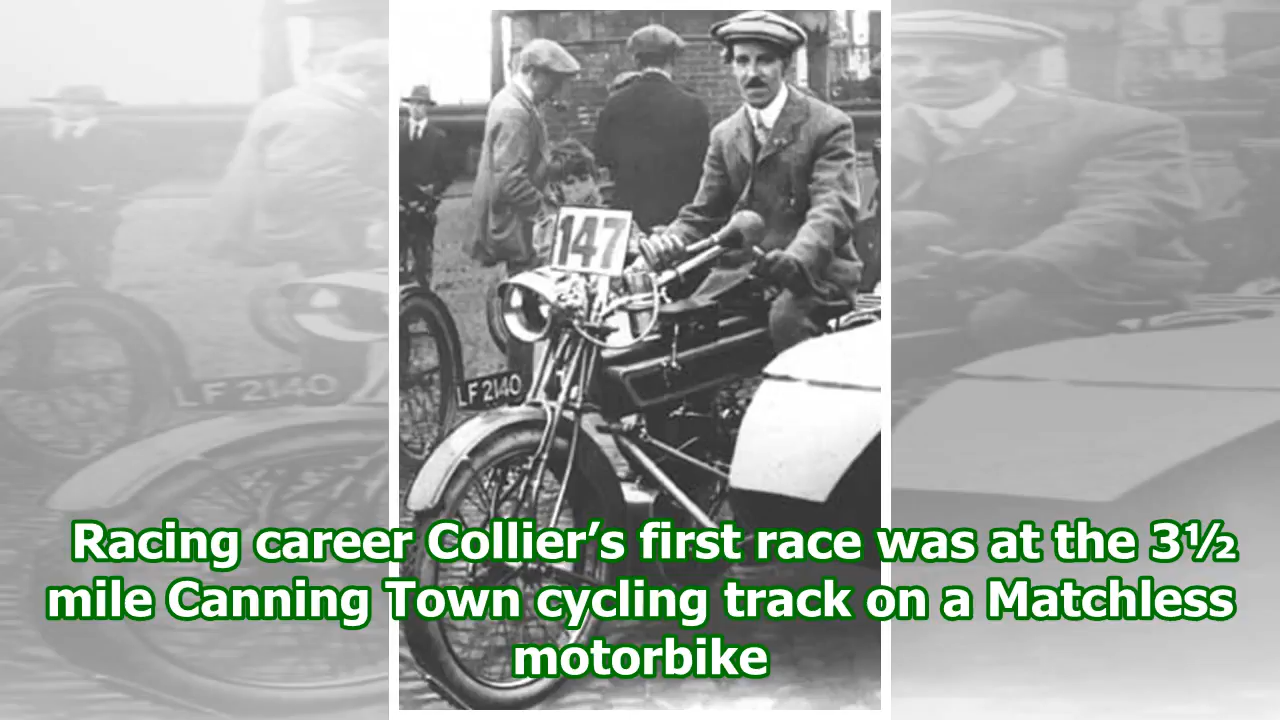 147
LF 2140
LF 2140
Racing career Collier’s first race was at the 3½
mile Canning Town cycling track on a Matchless
motorbike